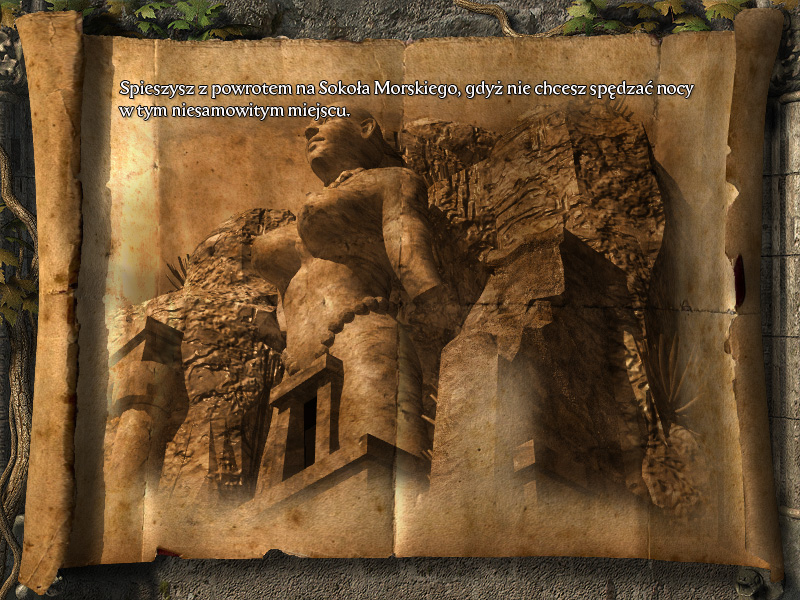 Spieszysz z powrotem na Sokoła Morskiego, gdyż nie chcesz spędzać nocy
w tym niesamowitym miejscu.